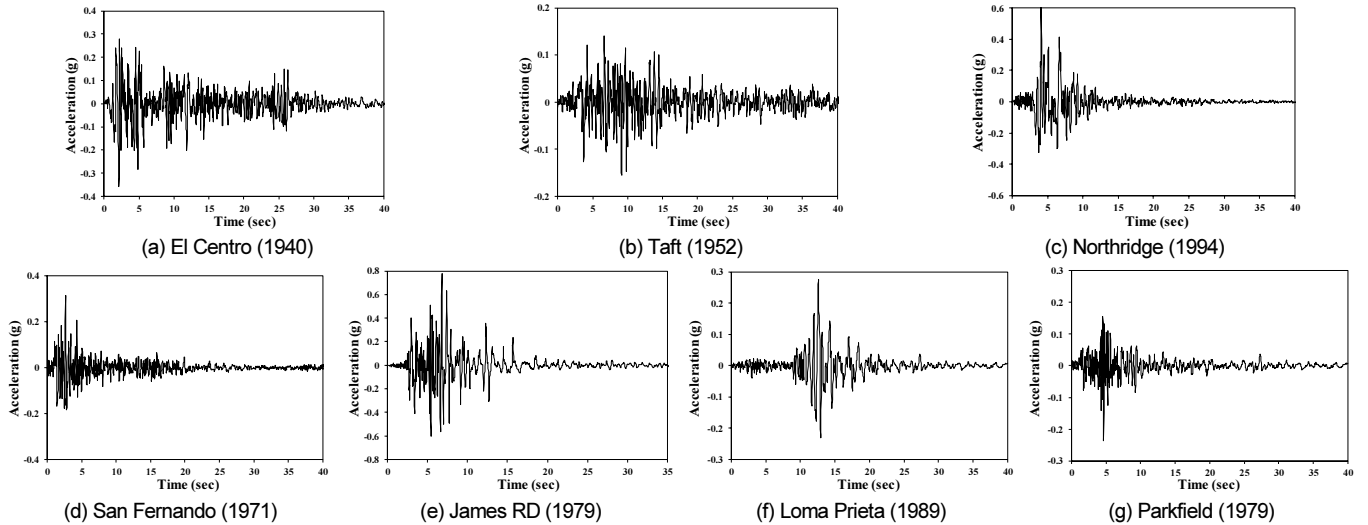 0.4
0.3
0.2
0.1
0
-0.1
-0.2
-0.3
-0.4
Acceleration (g)
0 5 10 15 20 25 30 35 40
Time (sec)
(a) El Centro (1940)
0.2
0.1
0
-0.1
-0.2
Acceleration (g)
0 5 10 15 20 25 30 35 40
Time (sec)
(b) Taft (1952)
0.6
0.4
0.2
0
-0.2
-0.4
-0.6
Acceleration (g)
0 5 10 15 20 25 30 35 40
Time (sec)
(c) Northridge (1994)
0.4
0.2
0
-0.2
-0.4
Acceleration (g)
0 5 10 15 20 25 30 35 40
Time (sec)
(d) San Fernando (1971)
0.8
0.6
0.4
0.2
0
-0.2
-0.4
-0.6
-0.8
Acceleration (g)
0 5 10 15 20 25 30 35
Time (sec)
(e) James RD (1979)
0.3
0.2
0.1
0
-0.1
-0.2
-0.3
Acceleration (g)
0 5 10 15 20 25 30 35 40
Time (sec)
(f) Loma Prieta (1989)
0.3
0.2
0.1
0
-0.1
-0.2
-0.3
Acceleration (g)
0 5 10 15 20 25 30 35 40
Time (sec)
(g) Parkfield (1979)